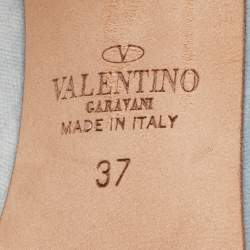 V
VALENTINO
GARAVANI
MADE IN ITALY
37